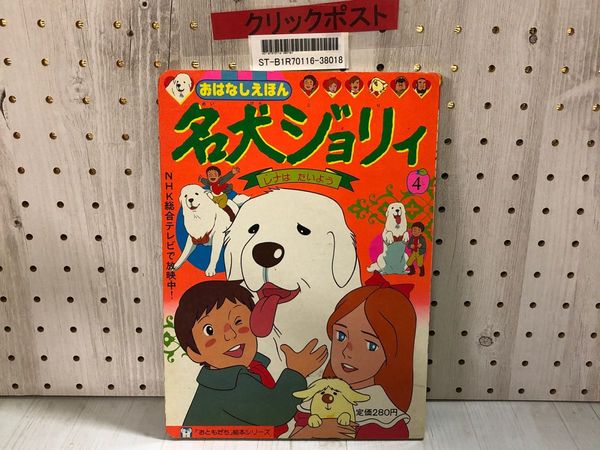 クリックポスト
ST-B1R70116-38018
おはなしえほん
名犬ジョリィ
レナは たいよう
4
NHK総合テレビで放映中!
定価280円
「おともだち」絵本シリーズ